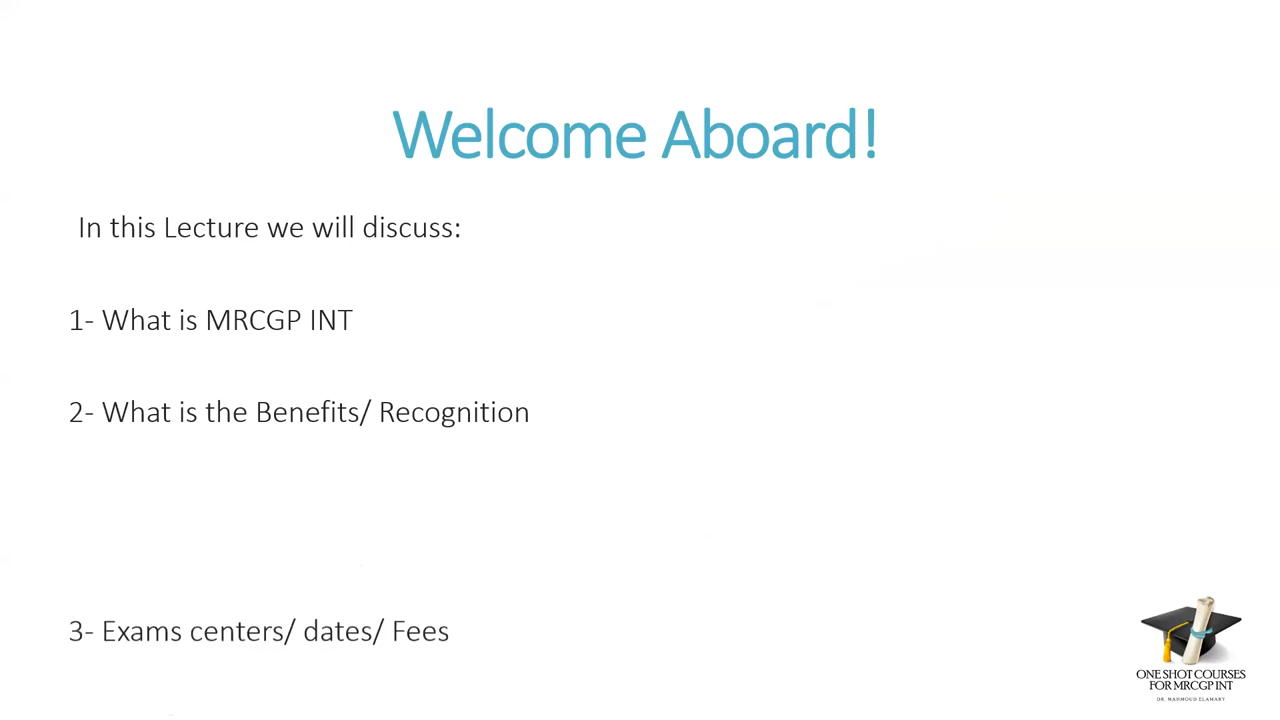 Welcome Aboard!
In this Lecture we will discuss:
1- What is MRCGP INT
2- What is the Benefits/ Recognition
3- Exams centers/ dates/ Fees
ONE SHOT COURSES
FOR MRCGP INT
DR. MAHMOUD ELAMARY